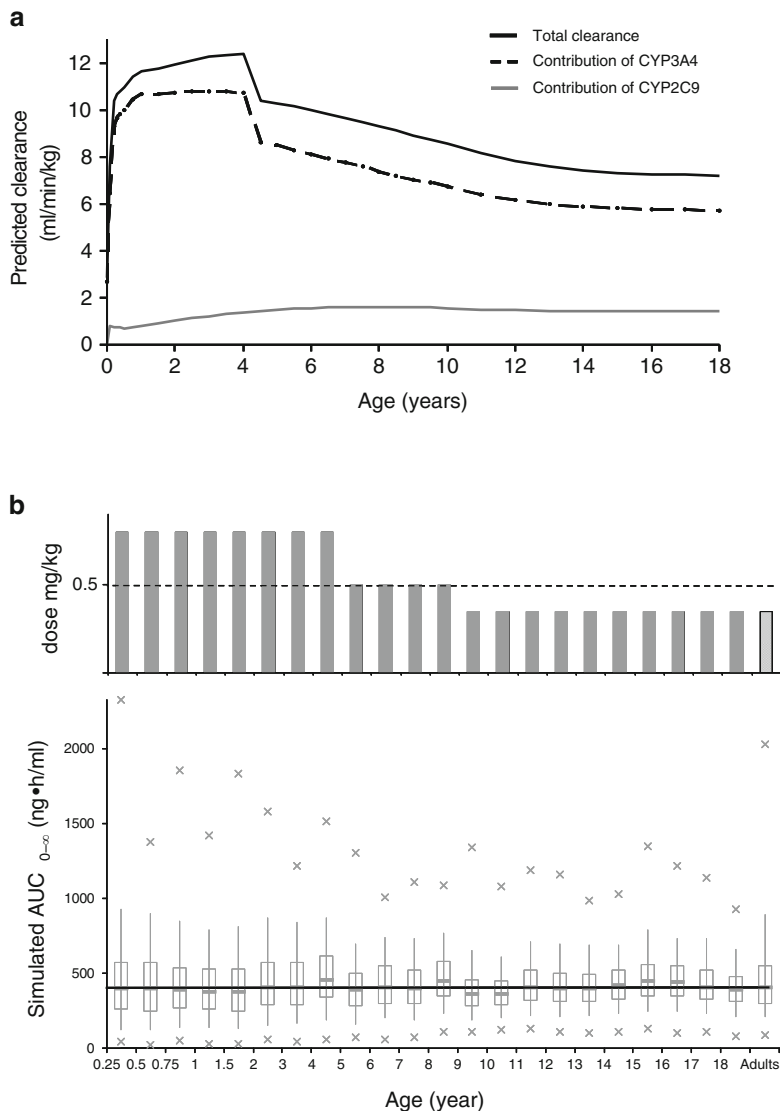 a
Total clearance
Contribution of CYP3A4
Contribution of CYP2C9
Predicted clearance
(ml/min/kg)
12
10
8
6
4
2
0
0 2 4 6 8 10 12 14 16 18
Age (years)
b
dose mg/kg
0.5
Simulated AUC 0–∞ (ng•h/ml)
2000
1500
1000
500
0
0.25 0.5 0.75 1 1.5 2 3 4 5 6 7 8 9 10 11 12 13 14 15 16 17 18 Adults
Age (year)